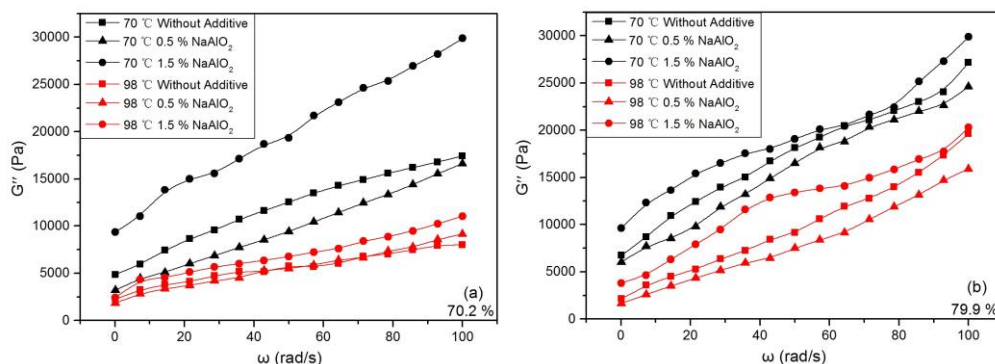 70 ℃ Without Additive
70 ℃ 0.5 % NaAlO₂
70 ℃ 1.5 % NaAlO₂
98 ℃ Without Additive
98 ℃ 0.5 % NaAlO₂
98 ℃ 1.5 % NaAlO₂
30000
25000
20000
15000
10000
5000
0
G′′ (Pa)
0 20 40 60 80 100
ω (rad/s)
(a)
70.2 %
70 ℃ Without Additive
70 ℃ 0.5 % NaAlO₂
70 ℃ 1.5 % NaAlO₂
98 ℃ Without Additive
98 ℃ 0.5 % NaAlO₂
98 ℃ 1.5 % NaAlO₂
30000
25000
20000
15000
10000
5000
0
G′′ (Pa)
0 20 40 60 80 100
ω (rad/s)
(b)
79.9 %